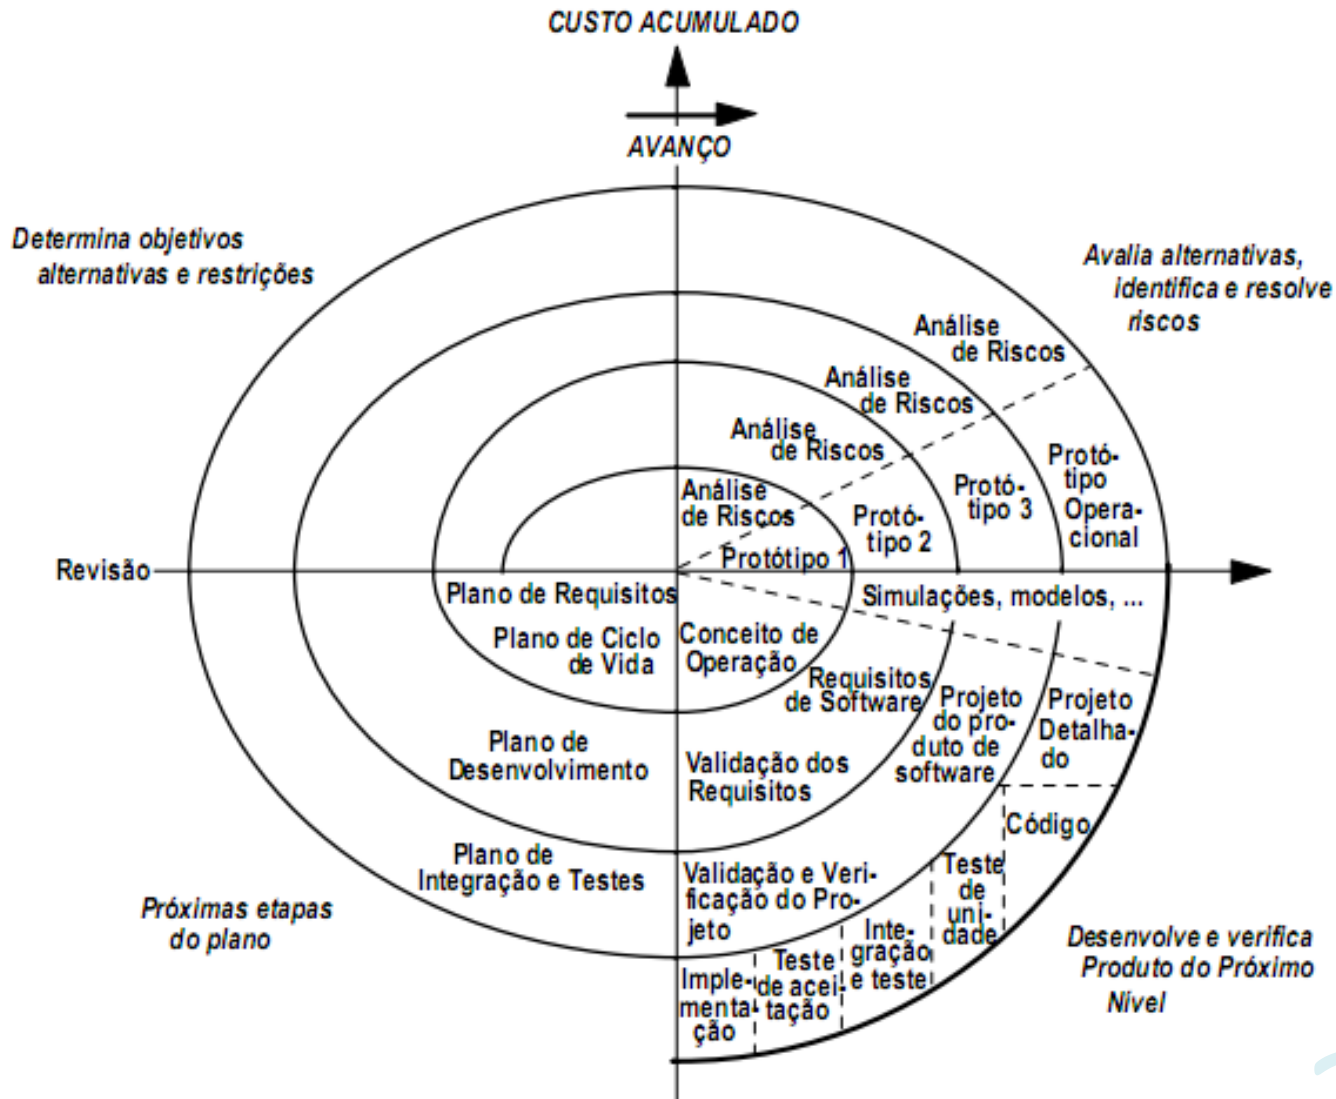 CUSTO ACUMULADO
AVANÇO
Determina objetivos
alternativas e restrições
Avalia alternativas,
identifica e resolve
riscos
Análise
de Riscos
Análise
de Riscos
Análise
de Riscos
Análise
de Riscos
Protótipo 1
Protó-
tipo 2
Protó-
tipo 3
Protó-
tipo
Opera-
cional
Revisão
Plano de Requisitos
Plano de Ciclo
de Vida
Conceito de
Operação
Simulações, modelos, ...
Requisitos
de Software
Projeto
do pro-
duto de
software
Projeto
Detalha-
do
Plano de
Desenvolvimento
Validação dos
Requisitos
Código
Plano de
Integração e Testes
Validação e Veri-
ficação do Pro-
jeto
Teste
de
uni-
dade
Inte-
gração
e teste
Teste
de acei-
tação
Imple-
menta-
ção
Próximas etapas
do plano
Desenvolve e verifica
Produto do Próximo
Nível